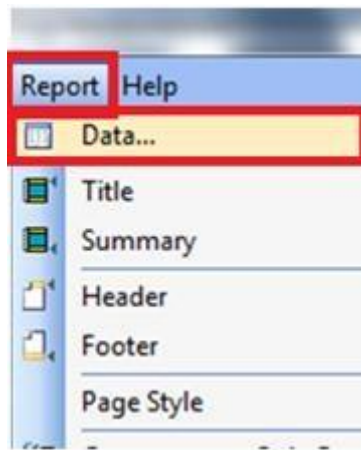 Report Help
Data...
Title
Summary
Header
Footer
Page Style